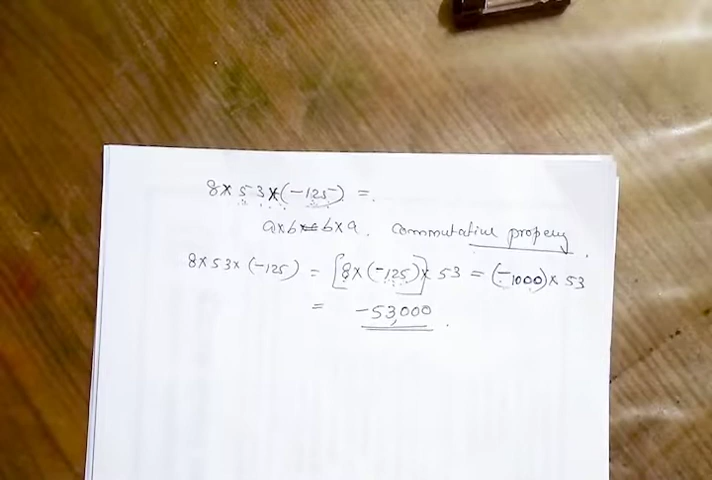 8×53×(-125) =.
a×b = b×a. Commutative property.
8×53×(-125) = [8×(-125)]×53 = (-1000)×53
= -53,000.